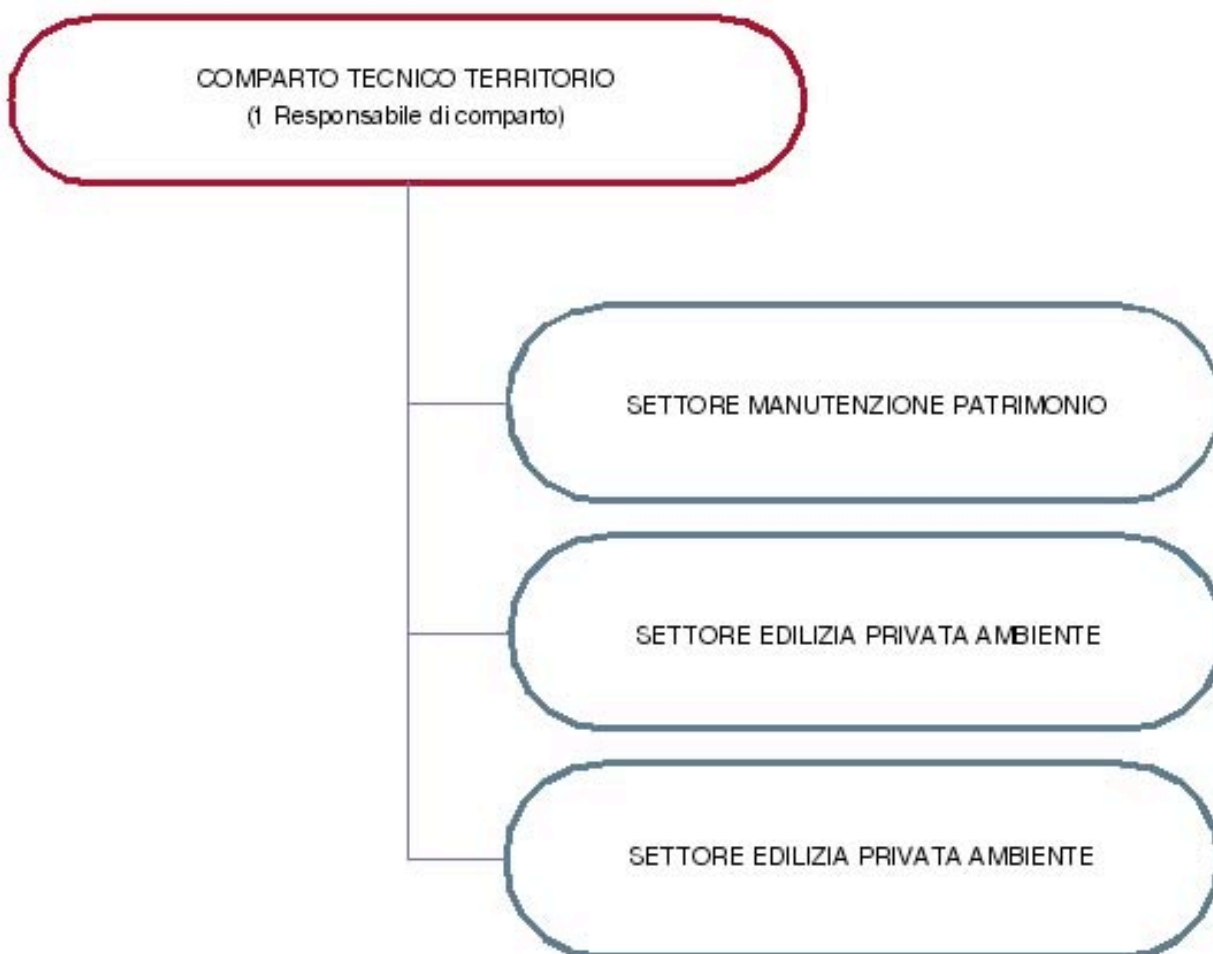 COMPARTO TECNICO TERRITORIO
(1 Responsabile di comparto)
SETTORE MANUTENZIONE PATRIMONIO
SETTORE EDILIZIA PRIVATA AMBIENTE
SETTORE EDILIZIA PRIVATA AMBIENTE